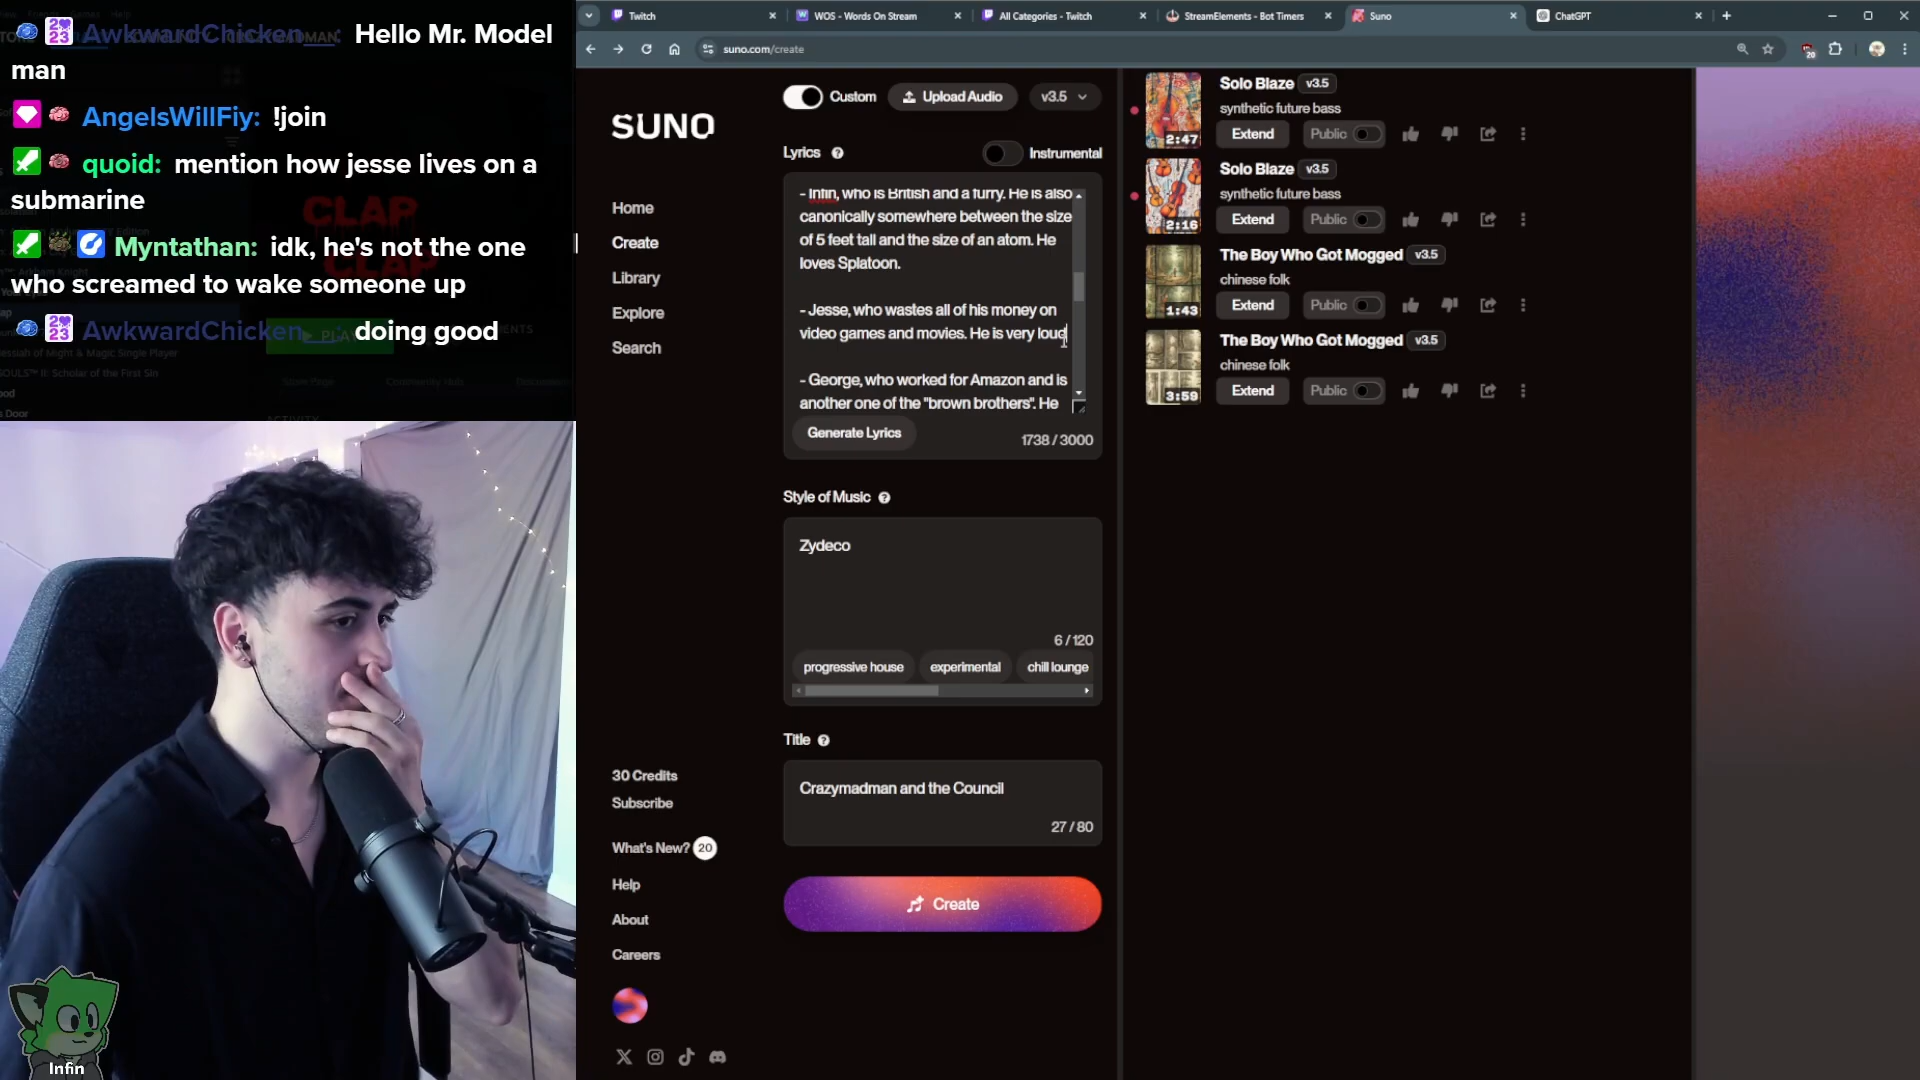 AwkwardChicken__: Hello Mr. Model
man
AngelsWillFiy: !join
quoid: mention how jesse lives on a
submarine
Myntathan: idk, he's not the one
who screamed to wake someone up
AwkwardChicken__: doing good
CLAP
CLAP
Store Page
Community Hub
Infin
Twitch
WOS - Words On Stream
All Categories - Twitch
StreamElements - Bot Timers
Suno
ChatGPT
suno.com/create
20
SUNO
Home
Create
Library
Explore
Search
30 Credits
Subscribe
What's New? 20
Help
About
Careers
Custom
Upload Audio
v3.5
Lyrics
Instrumental
- Infin, who is British and a furry. He is also
canonically somewhere between the size
of 5 feet tall and the size of an atom. He
loves Splatoon.
- Jesse, who wastes all of his money on
video games and movies. He is very loud
- George, who worked for Amazon and is
another one of the "brown brothers". He
Generate Lyrics
1738 / 3000
Style of Music
Zydeco
6 / 120
progressive house
experimental
chill lounge
Title
Crazymadman and the Council
27 / 80
Create
Solo Blaze v3.5
synthetic future bass
2:47
Extend
Public
Solo Blaze v3.5
synthetic future bass
2:16
Extend
Public
The Boy Who Got Mogged v3.5
chinese folk
1:43
Extend
Public
The Boy Who Got Mogged v3.5
chinese folk
3:59
Extend
Public